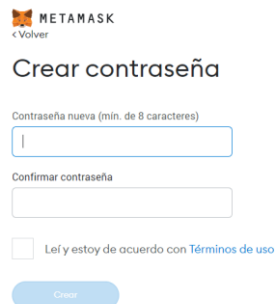 METAMASK
< Volver
Crear contraseña
Contraseña nueva (mín. de 8 caracteres)
Confirmar contraseña
Leí y estoy de acuerdo con Términos de uso
Crear